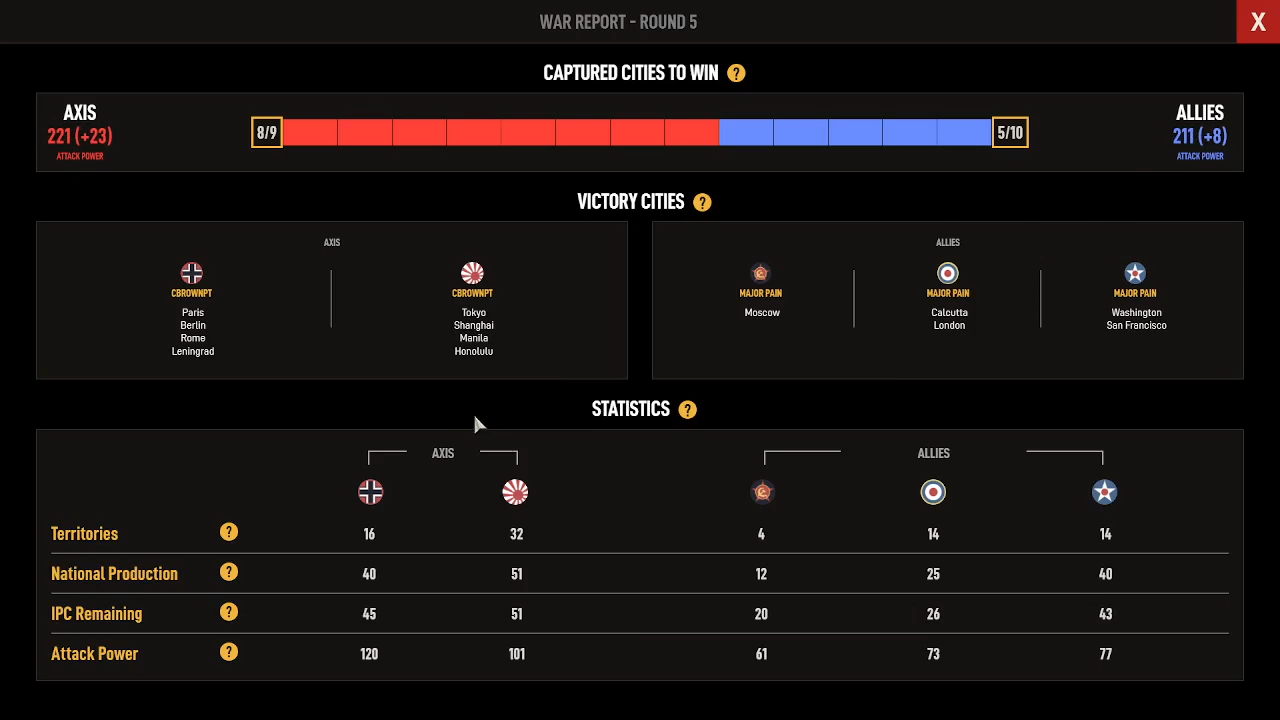 WAR REPORT - ROUND 5
X
CAPTURED CITIES TO WIN ?
AXIS
221 (+23)
ATTACK POWER
8/9
5/10
ALLIES
211 (+8)
ATTACK POWER
VICTORY CITIES ?
AXIS
CBROWNPT
Paris
Berlin
Rome
Leningrad
CBROWNPT
Tokyo
Shanghai
Manila
Honolulu
ALLIES
MAJOR PAIN
Moscow
MAJOR PAIN
Calcutta
London
MAJOR PAIN
Washington
San Francisco
STATISTICS ?
AXIS ALLIES
Territories ? 16 32 4 14 14
National Production ? 40 51 12 25 40
IPC Remaining ? 45 51 20 26 43
Attack Power ? 120 101 61 73 77